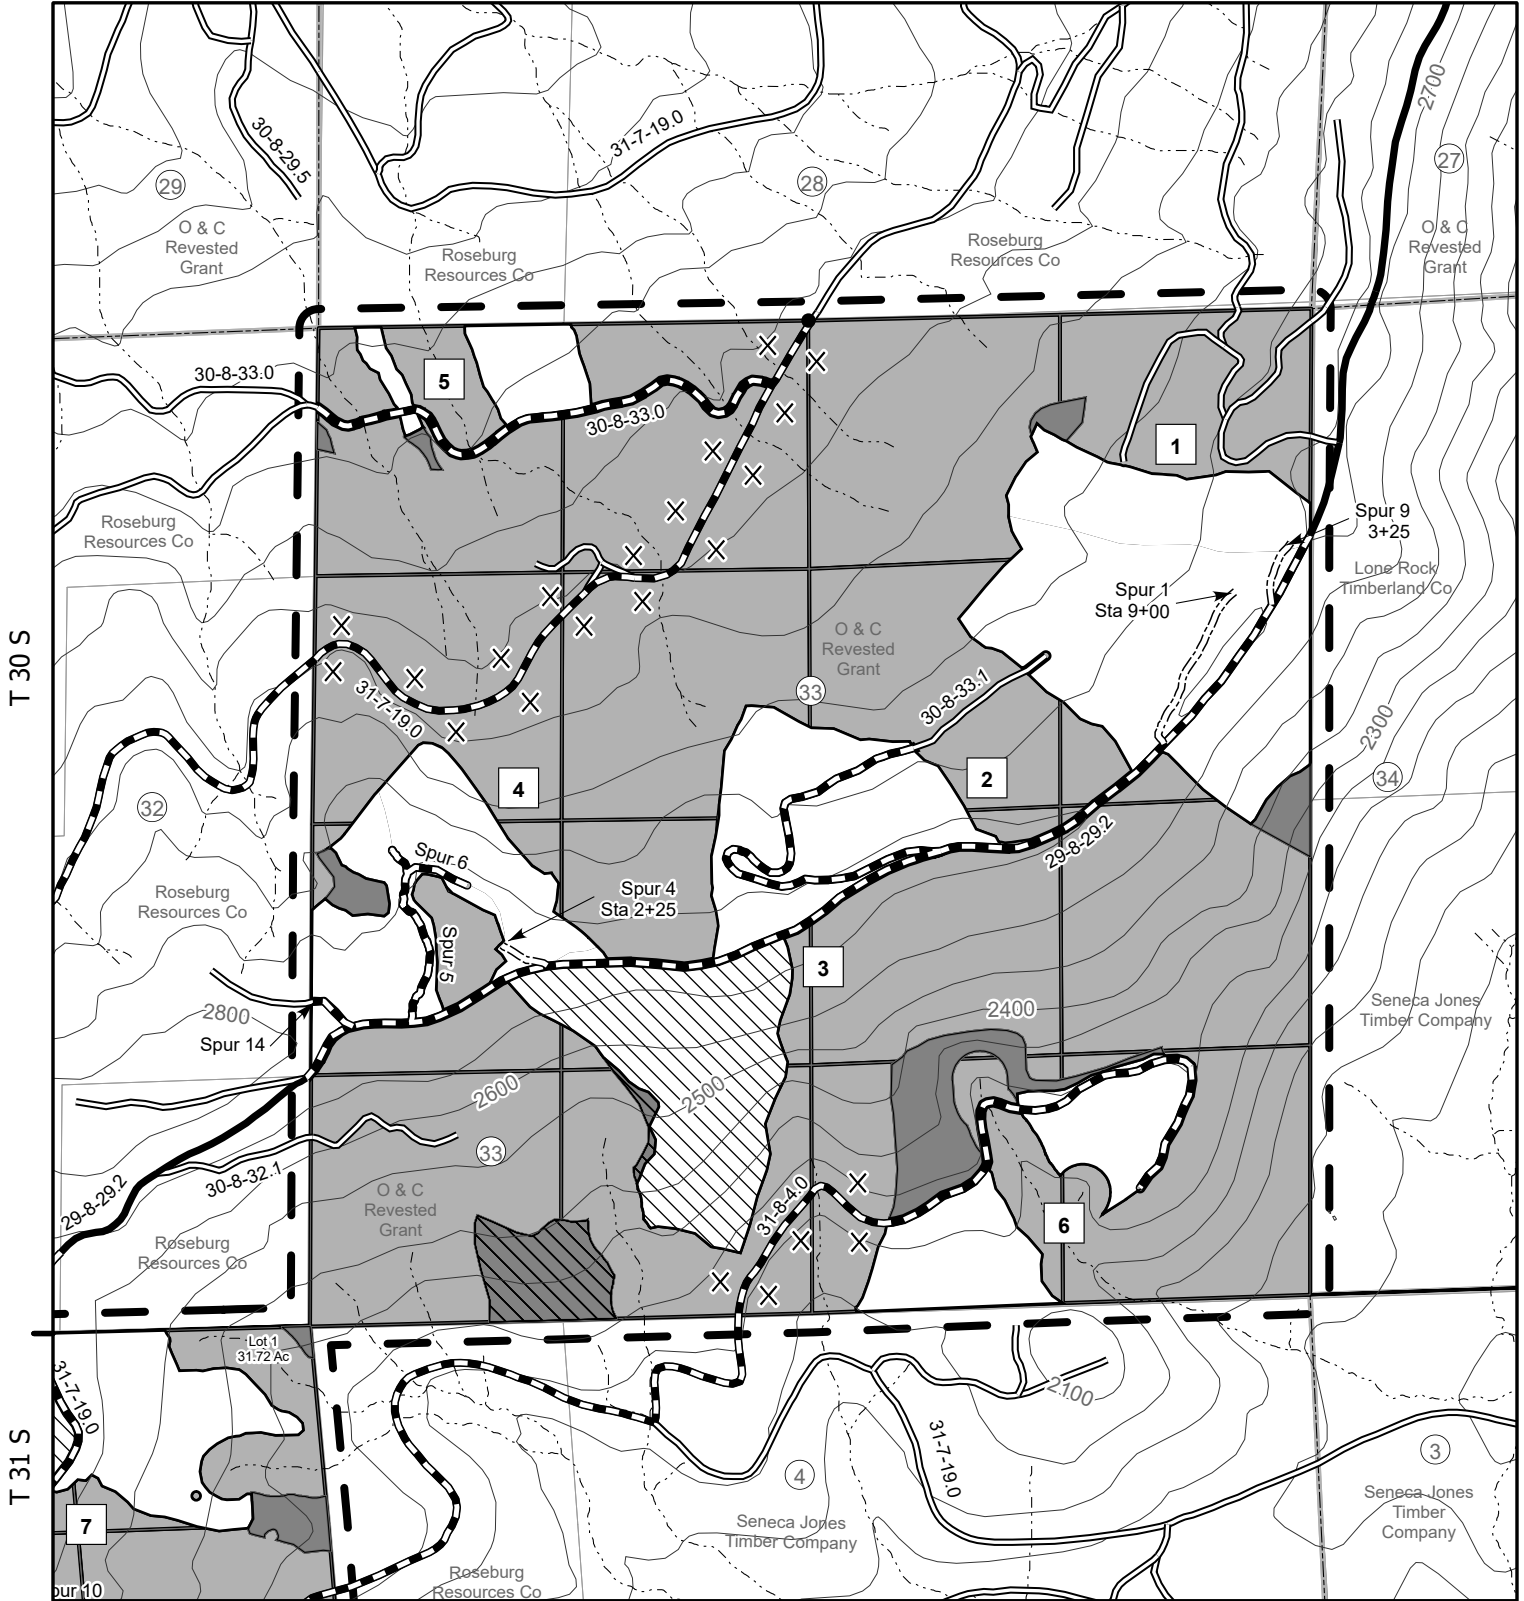 2700
30-8-29.5
31-7-19.0
29
28
27
O & C
Revested
Grant
Roseburg
Resources Co
Roseburg
Resources Co
O & C
Revested
Grant
30-8-33.0
5
30-8-33.0
1
Roseburg
Resources Co
Spur 9
3+25
Lone Rock
Timberland Co
Spur 1
Sta 9+00
T 30 S
O & C
Revested
Grant
33
30-8-33.1
31-7-19.0
2300
34
4
2
32
29-8-29.2
Spur 6
Spur 4
Sta 2+25
Roseburg
Resources Co
Spur 5
3
2800
Spur 14
2400
Seneca Jones
Timber Company
2600
2500
33
30-8-32.1
29-8-29.2
O & C
Revested
Grant
31-8-4.0
6
Roseburg
Resources Co
Lot 1
31.72 Ac
31-7-19.0
2100
T 31 S
31-7-19.0
4
3
7
Seneca Jones
Timber Company
Seneca Jones
Timber
Company
Roseburg
Resources Co
our 10